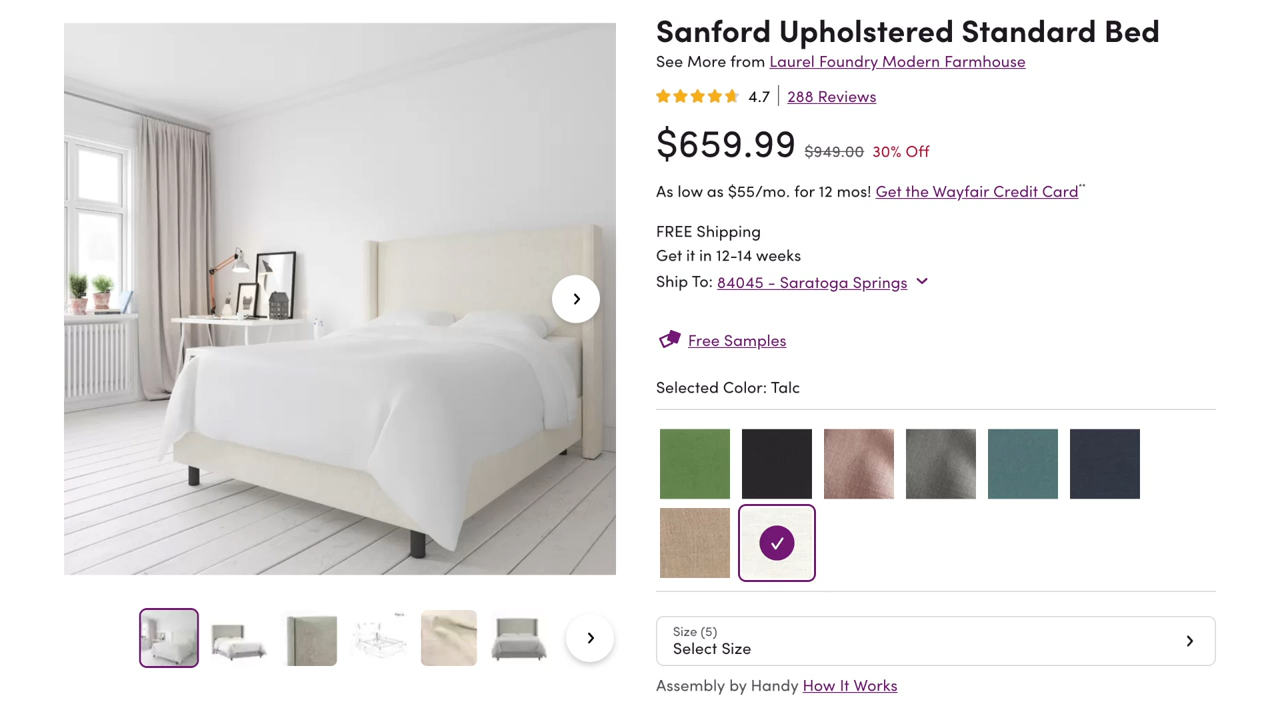 Sanford Upholstered Standard Bed
See More from Laurel Foundry Modern Farmhouse
4.7 | 288 Reviews
$659.99 $949.00 30% Off
As low as $55/mo. for 12 mos! Get the Wayfair Credit Card**
FREE Shipping
Get it in 12-14 weeks
Ship To: 84045 - Saratoga Springs
Free Samples
Selected Color: Talc
Size (5)
Select Size
Assembly by Handy How It Works